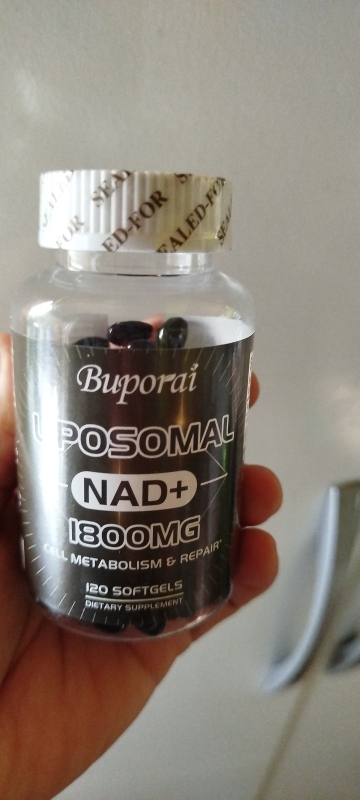 SEALED-FOR
Buporai
LIPOSOMAL
NAD+
1800MG
CELL METABOLISM & REPAIR*
120 SOFTGELS
DIETARY SUPPLEMENT